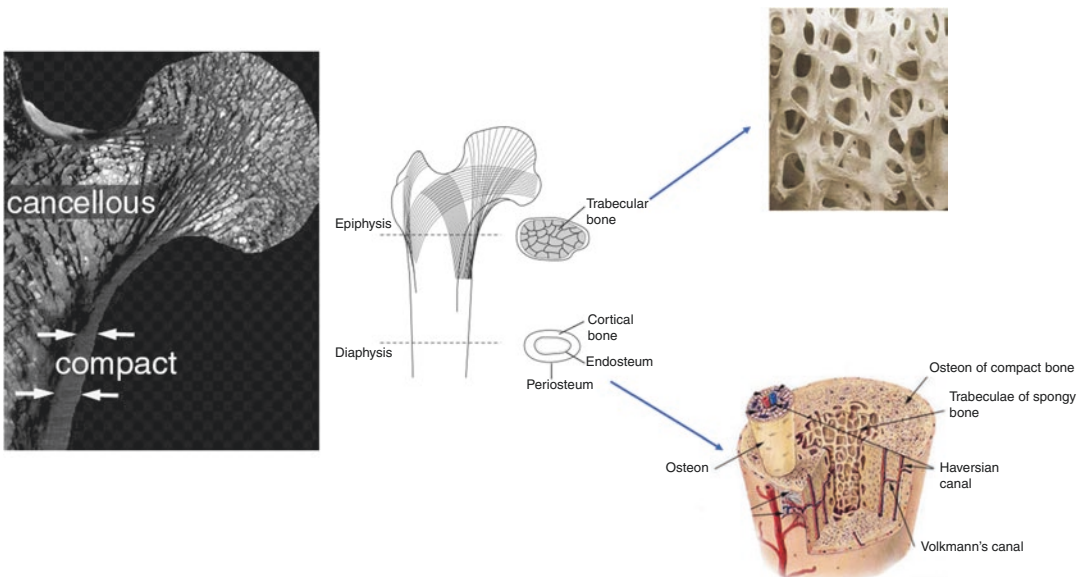 cancellous
compact
Epiphysis
Trabecular
bone
Diaphysis
Cortical
bone
Endosteum
Periosteum
Osteon of compact bone
Trabeculae of spongy
bone
Osteon
Haversian
canal
Volkmann's canal